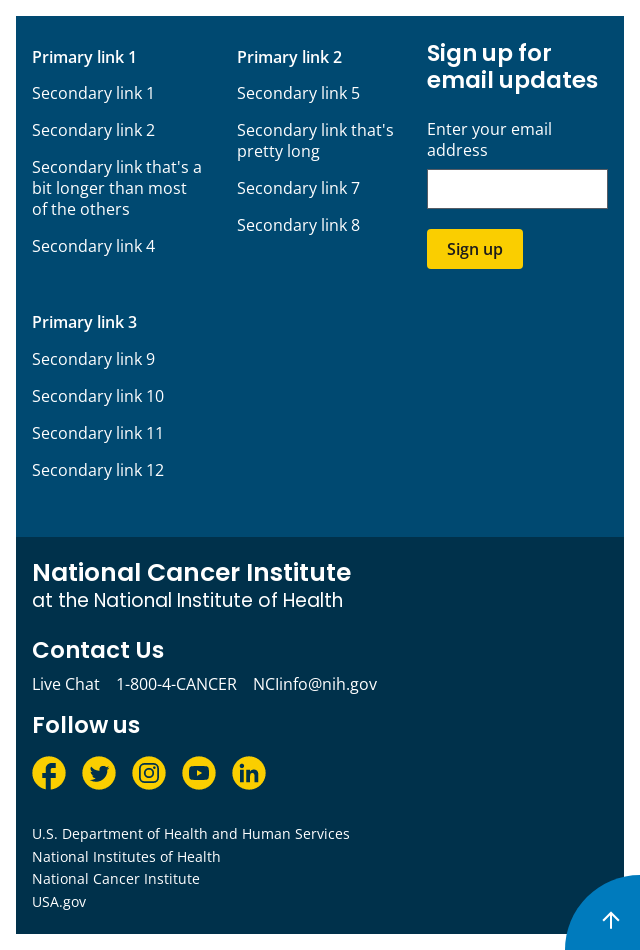 Primary link 1
Secondary link 1
Secondary link 2
Secondary link that's a
bit longer than most
of the others
Secondary link 4
Primary link 2
Secondary link 5
Secondary link that's
pretty long
Secondary link 7
Secondary link 8
Sign up for
email updates
Enter your email
address
Sign up
Primary link 3
Secondary link 9
Secondary link 10
Secondary link 11
Secondary link 12
National Cancer Institute
at the National Institute of Health
Contact Us
Live Chat 1-800-4-CANCER NCIinfo@nih.gov
Follow us
U.S. Department of Health and Human Services
National Institutes of Health
National Cancer Institute
USA.gov